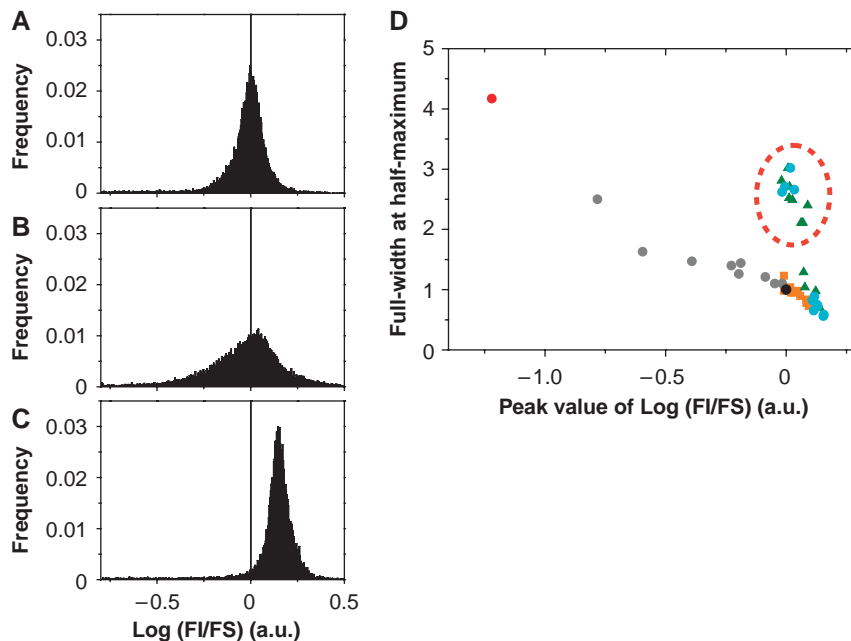 A
0.03
0.02
0.01
0
Frequency
B
0.03
0.02
0.01
0
Frequency
C
0.03
0.02
0.01
0
Frequency
−0.5
0
0.5
Log (FI/FS) (a.u.)
D
5
4
3
2
1
0
Full-width at half-maximum
−1.0
−0.5
0
Peak value of Log (FI/FS) (a.u.)